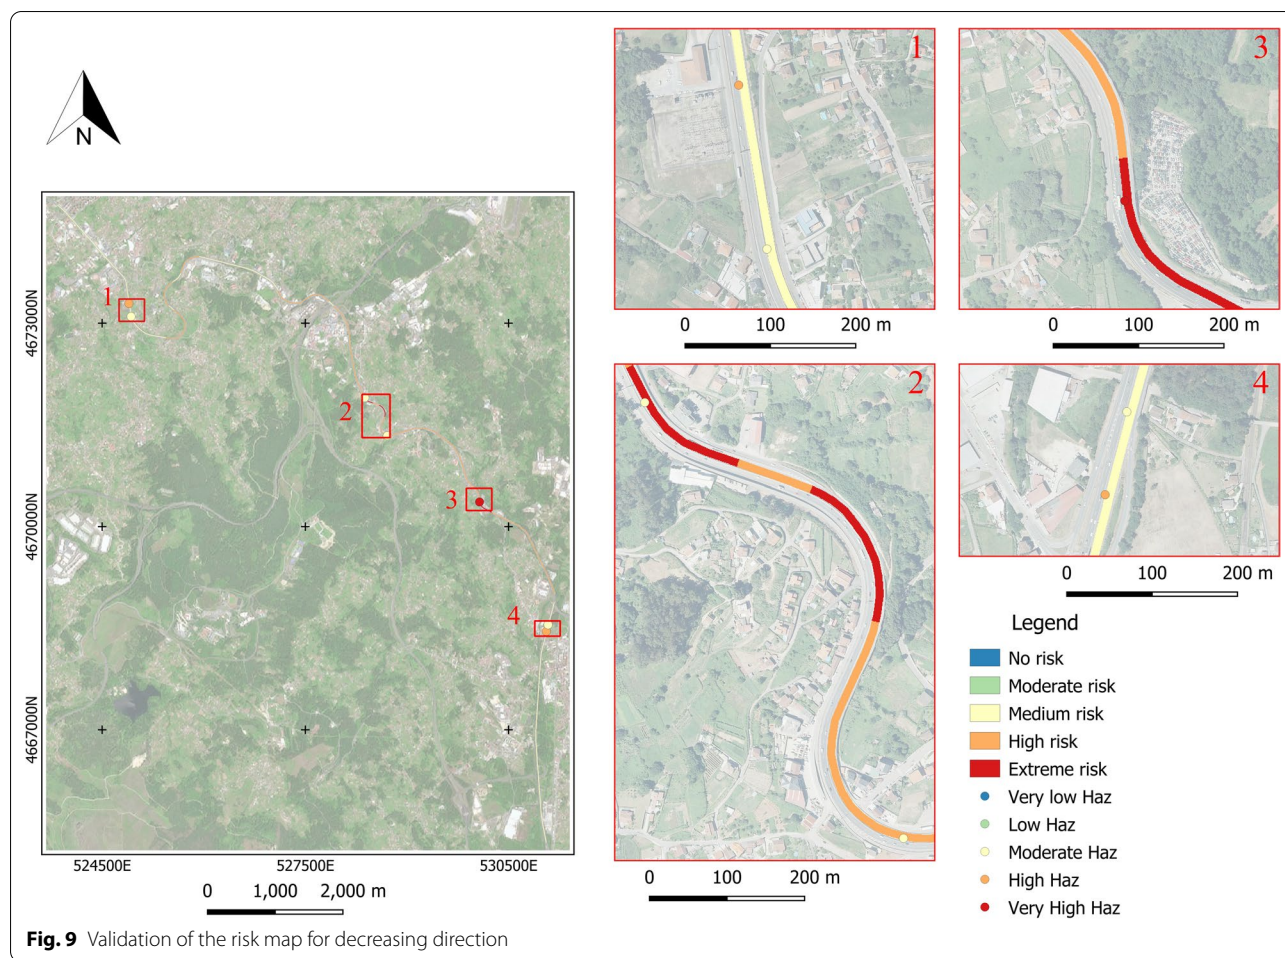 N
1
2
3
4
4673000N
4670000N
4667000N
524500E 527500E 530500E
0 1,000 2,000 m
1
0 100 200 m
3
0 100 200 m
2
0 100 200 m
4
0 100 200 m
Legend
No risk
Moderate risk
Medium risk
High risk
Extreme risk
Very low Haz
Low Haz
Moderate Haz
High Haz
Very High Haz
Fig. 9 Validation of the risk map for decreasing direction